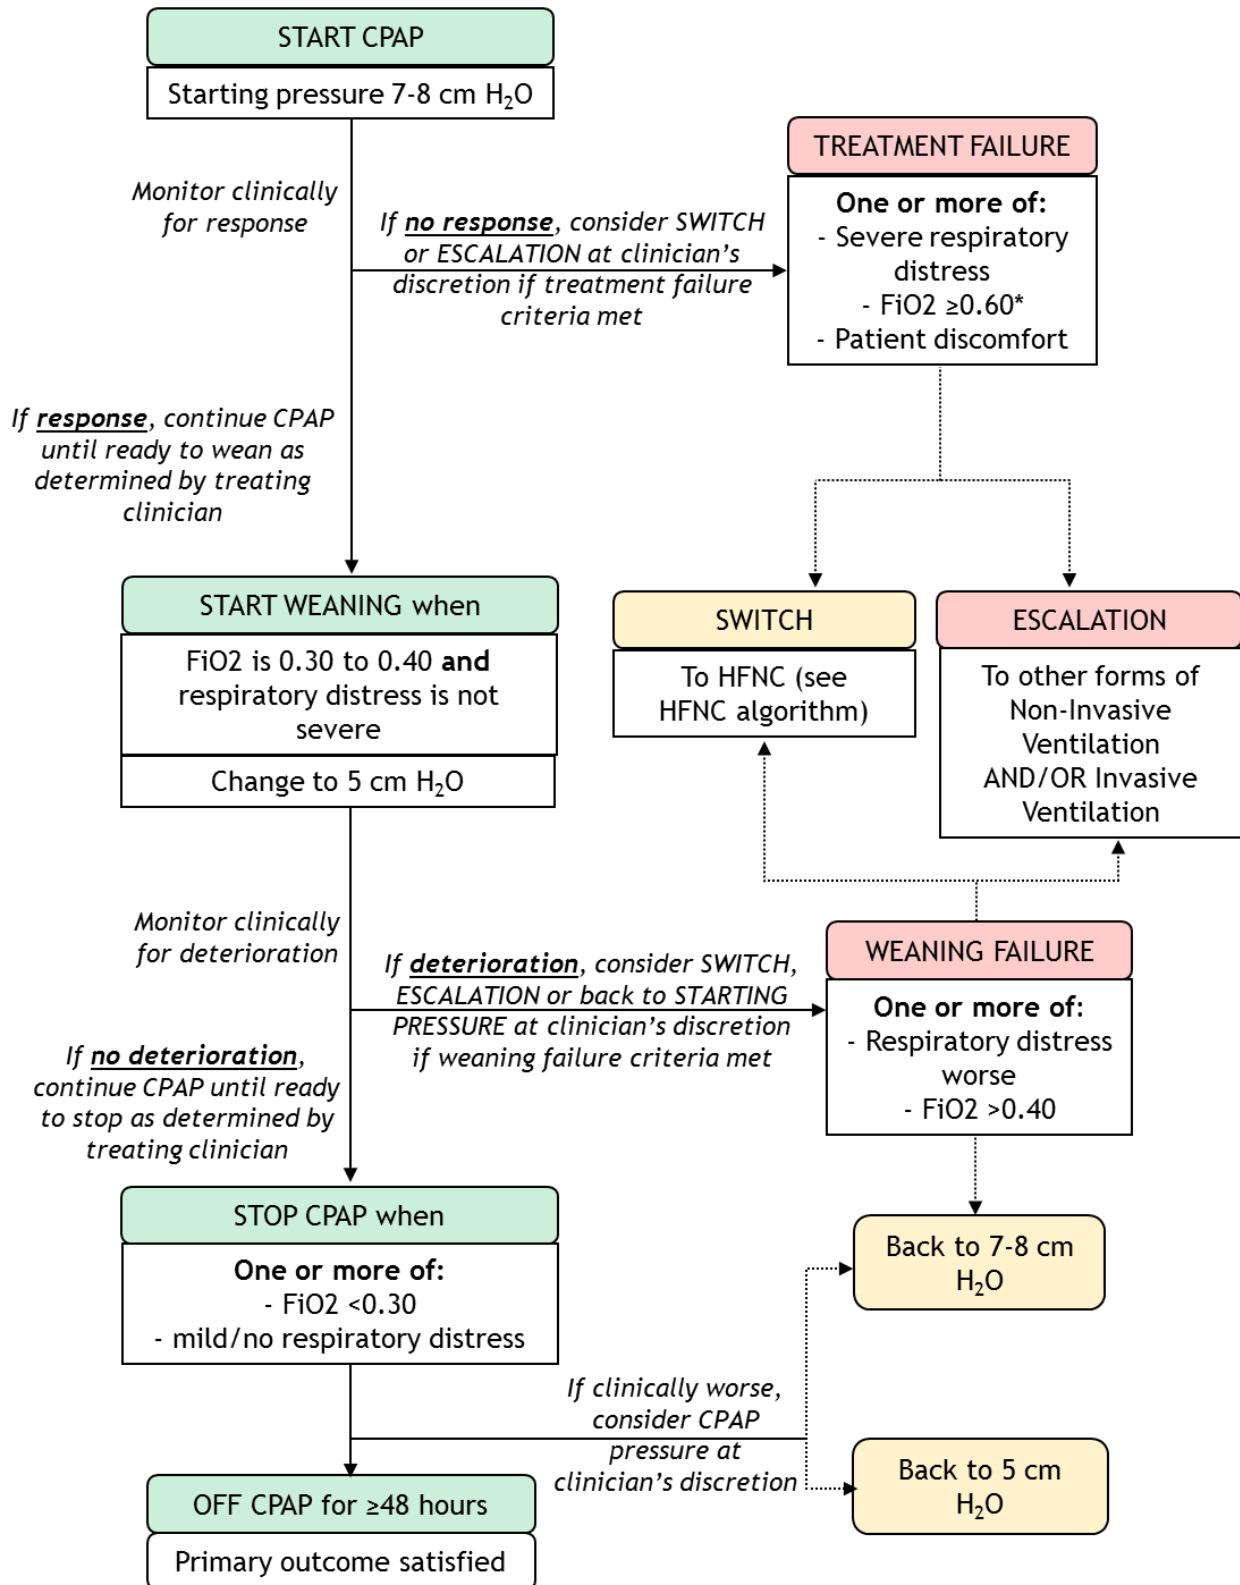 START CPAP
Starting pressure 7-8 cm H₂O
Monitor clinically
for response
If no response, consider SWITCH
or ESCALATION at clinician's
discretion if treatment failure
criteria met
TREATMENT FAILURE
One or more of:
- Severe respiratory
distress
- FiO2 ≥0.60*
- Patient discomfort
If response, continue CPAP
until ready to wean as
determined by treating
clinician
START WEANING when
FiO2 is 0.30 to 0.40 and
respiratory distress is not
severe
Change to 5 cm H₂O
SWITCH
To HFNC (see
HFNC algorithm)
ESCALATION
To other forms of
Non-Invasive
Ventilation
AND/OR Invasive
Ventilation
Monitor clinically
for deterioration
If deterioration, consider SWITCH,
ESCALATION or back to STARTING
PRESSURE at clinician's discretion
if weaning failure criteria met
WEANING FAILURE
One or more of:
- Respiratory distress
worse
- FiO2 >0.40
If no deterioration,
continue CPAP until ready
to stop as determined by
treating clinician
STOP CPAP when
One or more of:
- FiO2 <0.30
- mild/no respiratory distress
Back to 7-8 cm
H₂O
If clinically worse,
consider CPAP
pressure at
clinician's discretion
Back to 5 cm
H₂O
OFF CPAP for ≥48 hours
Primary outcome satisfied